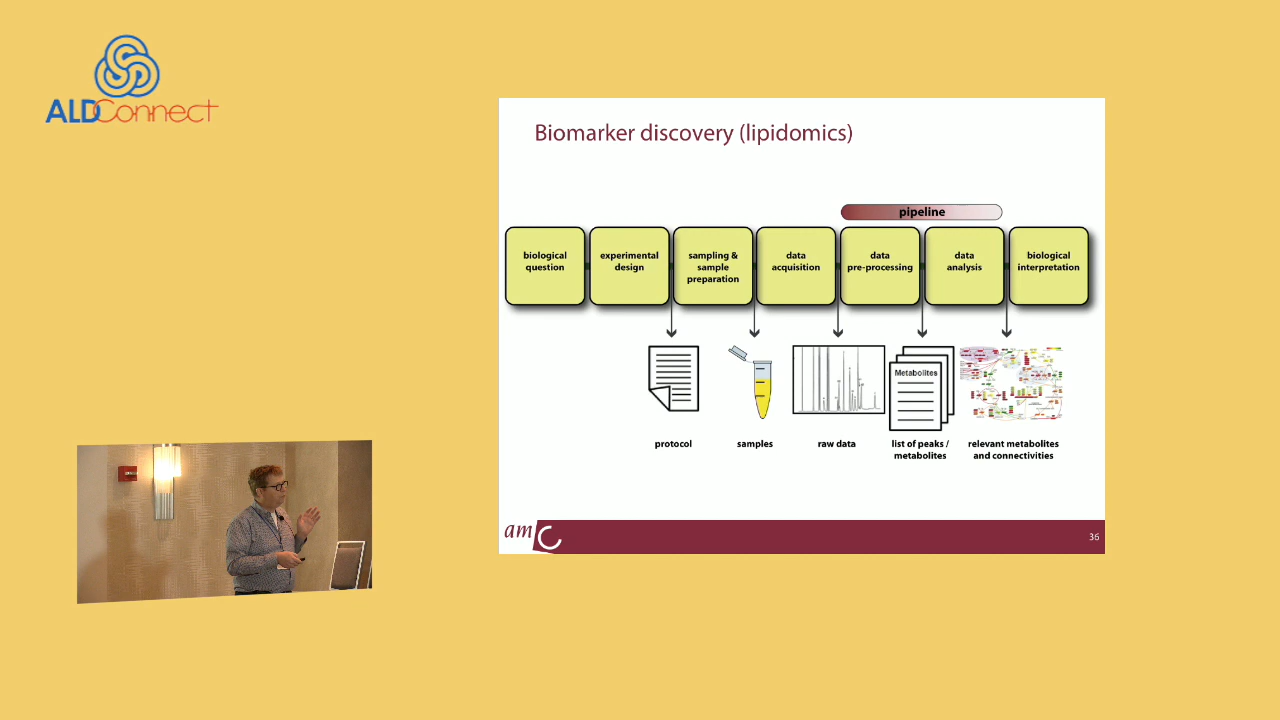 ALDConnect
Biomarker discovery (lipidomics)
pipeline
biological
question
experimental
design
sampling &
sample
preparation
data
acquisition
data
pre-processing
data
analysis
biological
interpretation
Metabolites
protocol
samples
raw data
list of peaks /
metabolites
relevant metabolites
and connectivities
amc
36